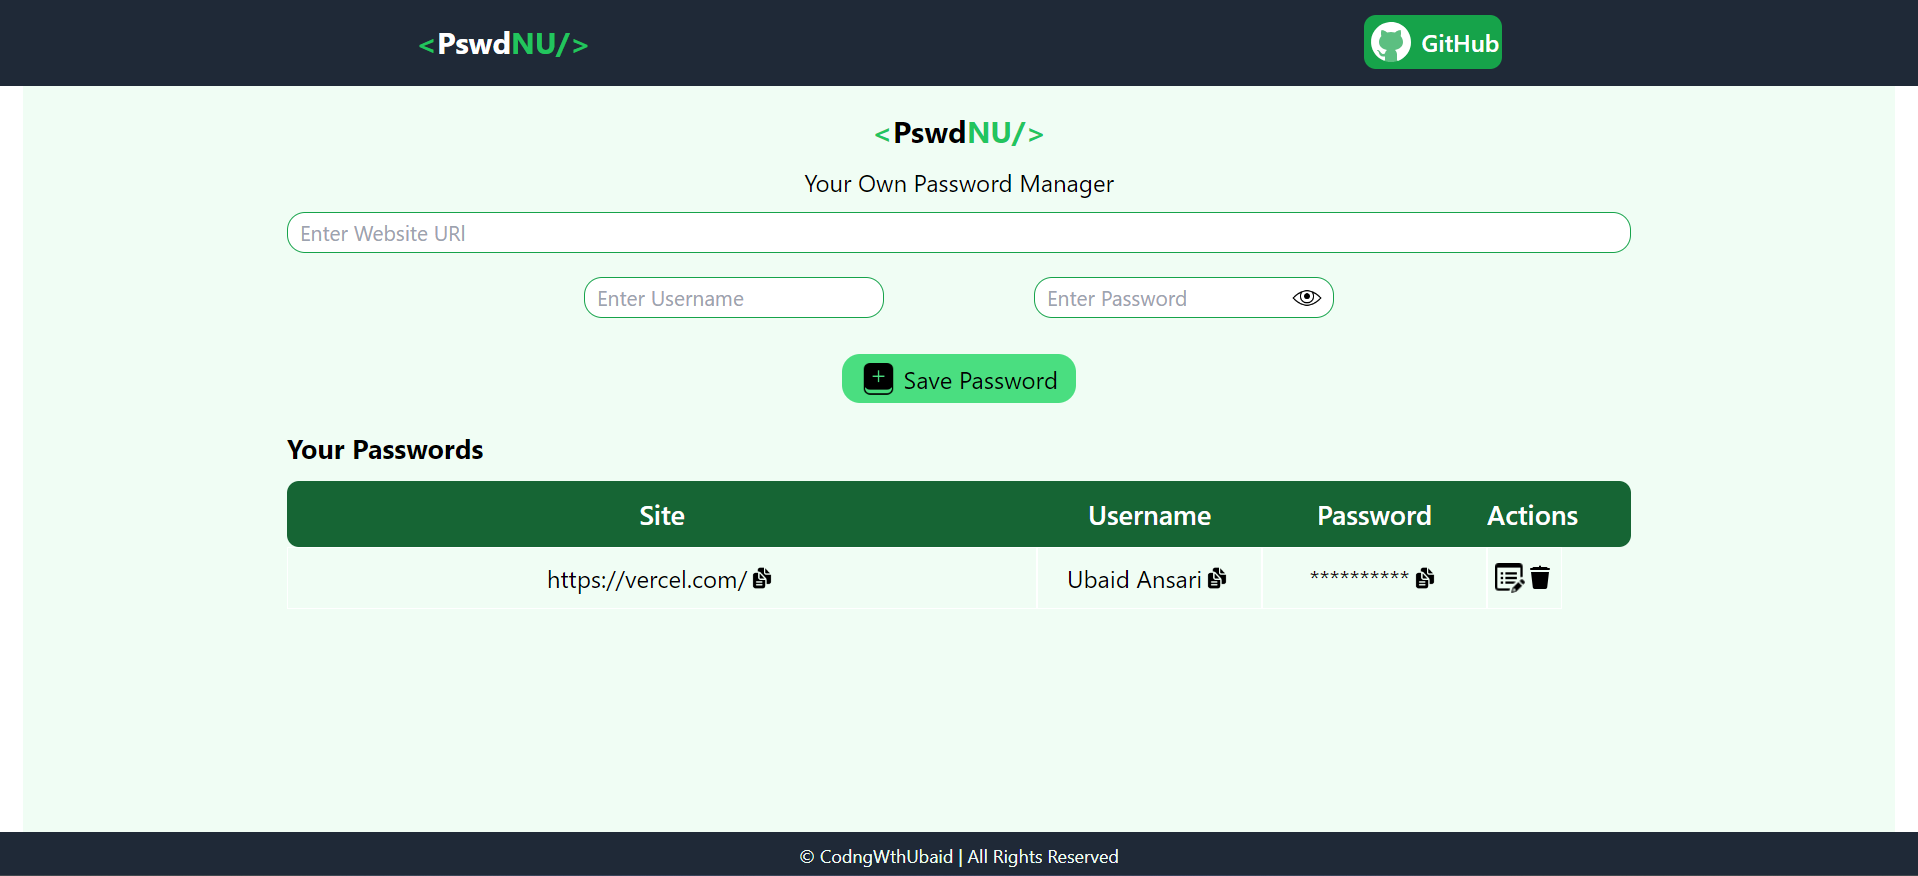 <PswdNU/>
GitHub
<PswdNU/>
Your Own Password Manager
Enter Website URl
Enter Username
Enter Password
Save Password
Your Passwords
Site Username Password Actions
https://vercel.com/ Ubaid Ansari **********
© CodngWthUbaid | All Rights Reserved